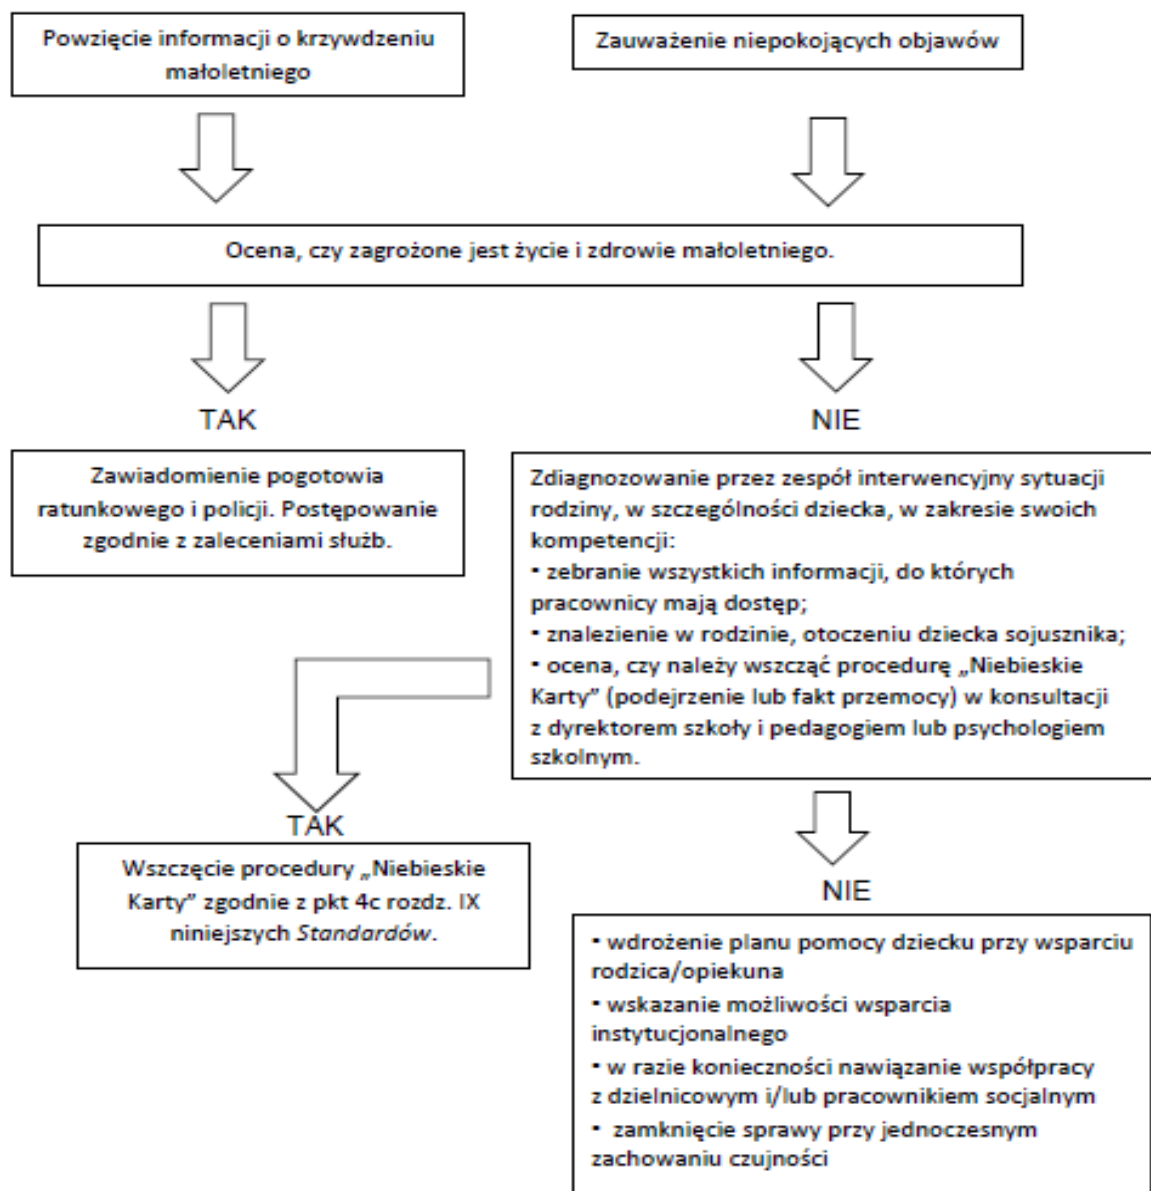 Powzięcie informacji o krzywdzeniu
małoletniego
Zauważenie niepokojących objawów
Ocena, czy zagrożone jest życie i zdrowie małoletniego.
TAK
NIE
Zawiadomienie pogotowia
ratunkowego i policji. Postępowanie
zgodnie z zaleceniami służb.
Zdiagnozowanie przez zespół interwencyjny sytuacji
rodziny, w szczególności dziecka, w zakresie swoich
kompetencji:
▪ zebranie wszystkich informacji, do których
pracownicy mają dostęp;
▪ znalezienie w rodzinie, otoczeniu dziecka sojusznika;
▪ ocena, czy należy wszcząć procedurę „Niebieskie
Karty” (podejrzenie lub fakt przemocy) w konsultacji
z dyrektorem szkoły i pedagogiem lub psychologiem
szkolnym.
TAK
Wszczęcie procedury „Niebieskie
Karty” zgodnie z pkt 4c rozdz. IX
niniejszych Standardów.
NIE
▪ wdrożenie planu pomocy dziecku przy wsparciu
rodzica/opiekuna
▪ wskazanie możliwości wsparcia
instytucjonalnego
▪ w razie konieczności nawiązanie współpracy
z dzielnicowym i/lub pracownikiem socjalnym
▪ zamknięcie sprawy przy jednoczesnym
zachowaniu czujności